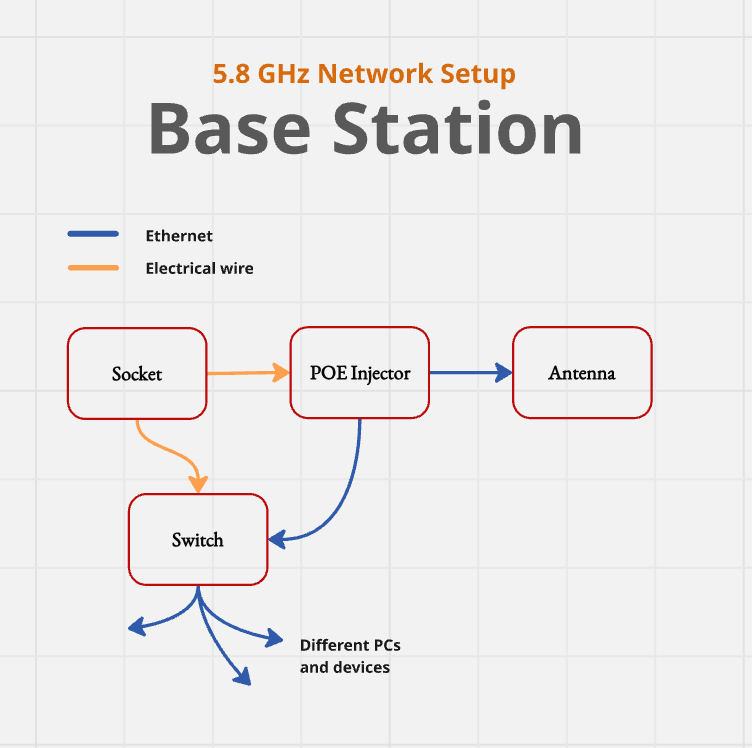 5.8 GHz Network Setup
Base Station
Ethernet
Electrical wire
Socket
POE Injector
Antenna
Switch
Different PCs
and devices